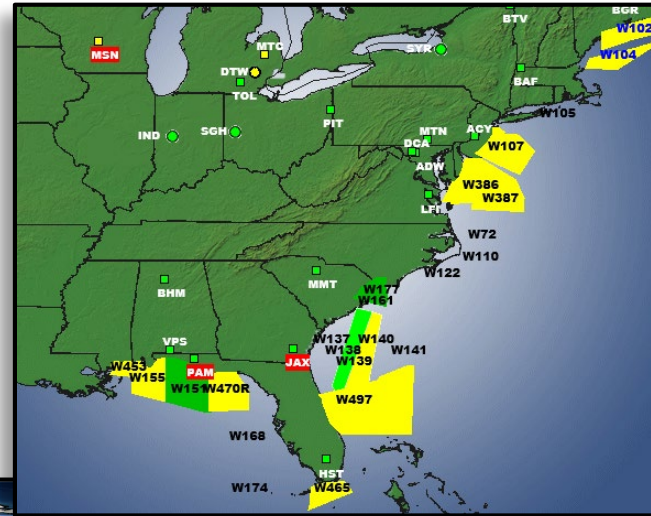 BTV
BGR
W102
W104
MSN
MTC
SYR
DTW
TOL
BAF
W105
PIT
IND
SGH
MTN
ACY
DCA
ADW
W107
W386
W387
LFI
W72
W110
W122
MMT
BHM
W177
W161
VPS
W137
W140
W138
W141
W139
JAX
W453
PAM
W155
W151
W470R
W497
W168
HST
W174
W465